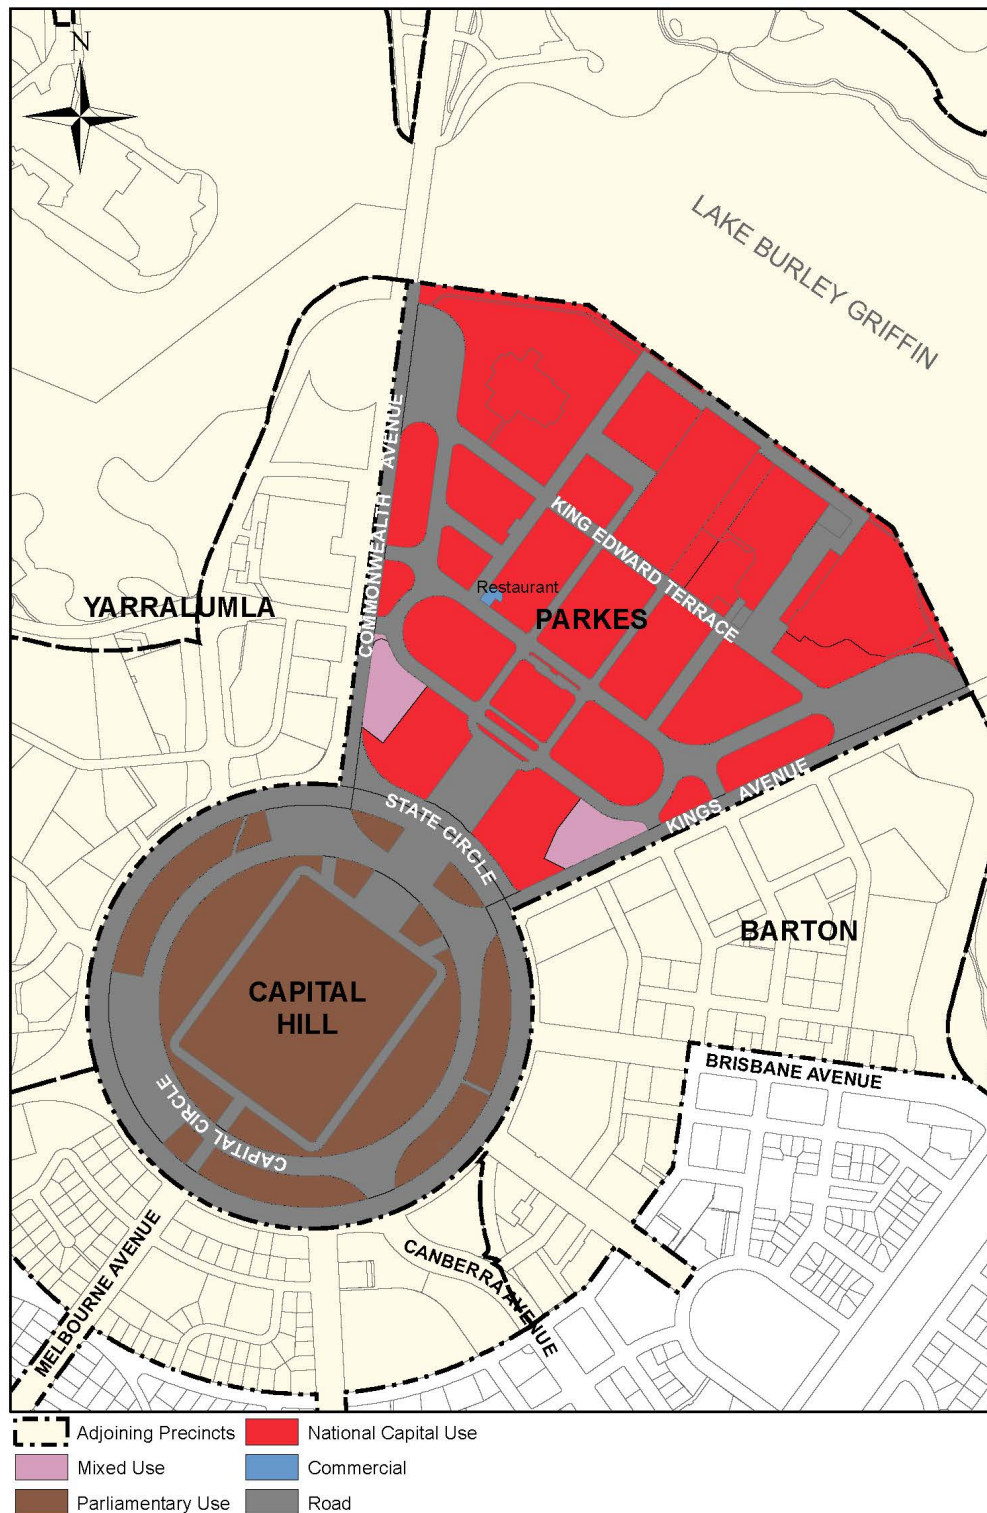 N
LAKE BURLEY GRIFFIN
COMMONWEALTH AVENUE
KING EDWARD TERRACE
Restaurant
YARRALUMLA
PARKES
STATE CIRCLE
KINGS AVENUE
BARTON
CAPITAL
HILL
BRISBANE AVENUE
CAPITAL CIRCLE
MELBOURNE AVENUE
CANBERRA AVENUE
Adjoining Precincts
National Capital Use
Mixed Use
Commercial
Parliamentary Use
Road